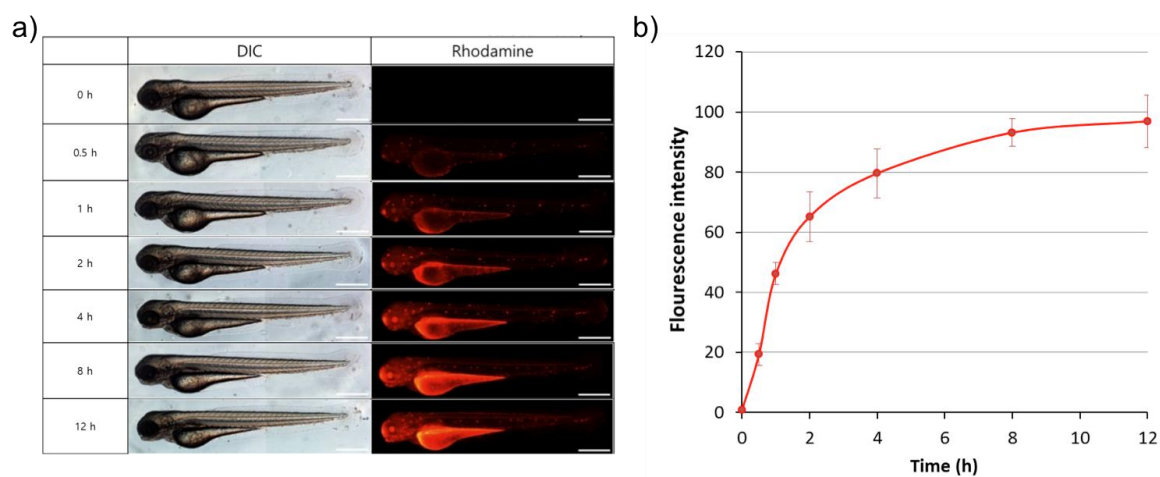 a)
DIC Rhodamine
0 h
0.5 h
1 h
2 h
4 h
8 h
12 h
b)
120
100
80
60
40
20
0
Flourescence intensity
0 2 4 6 8 10 12
Time (h)